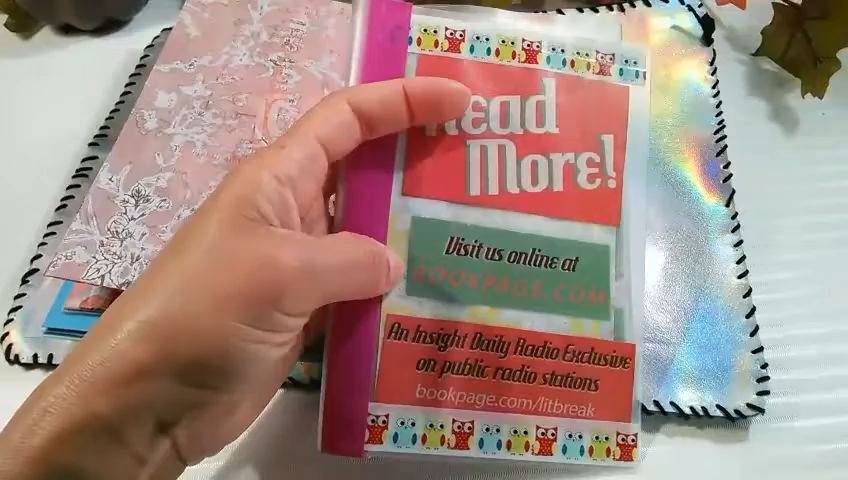 Read
More!
Visit us online at
BOOKPAGE.COM
An Insight Daily Radio Exclusive
on public radio stations
bookpage.com/litbreak